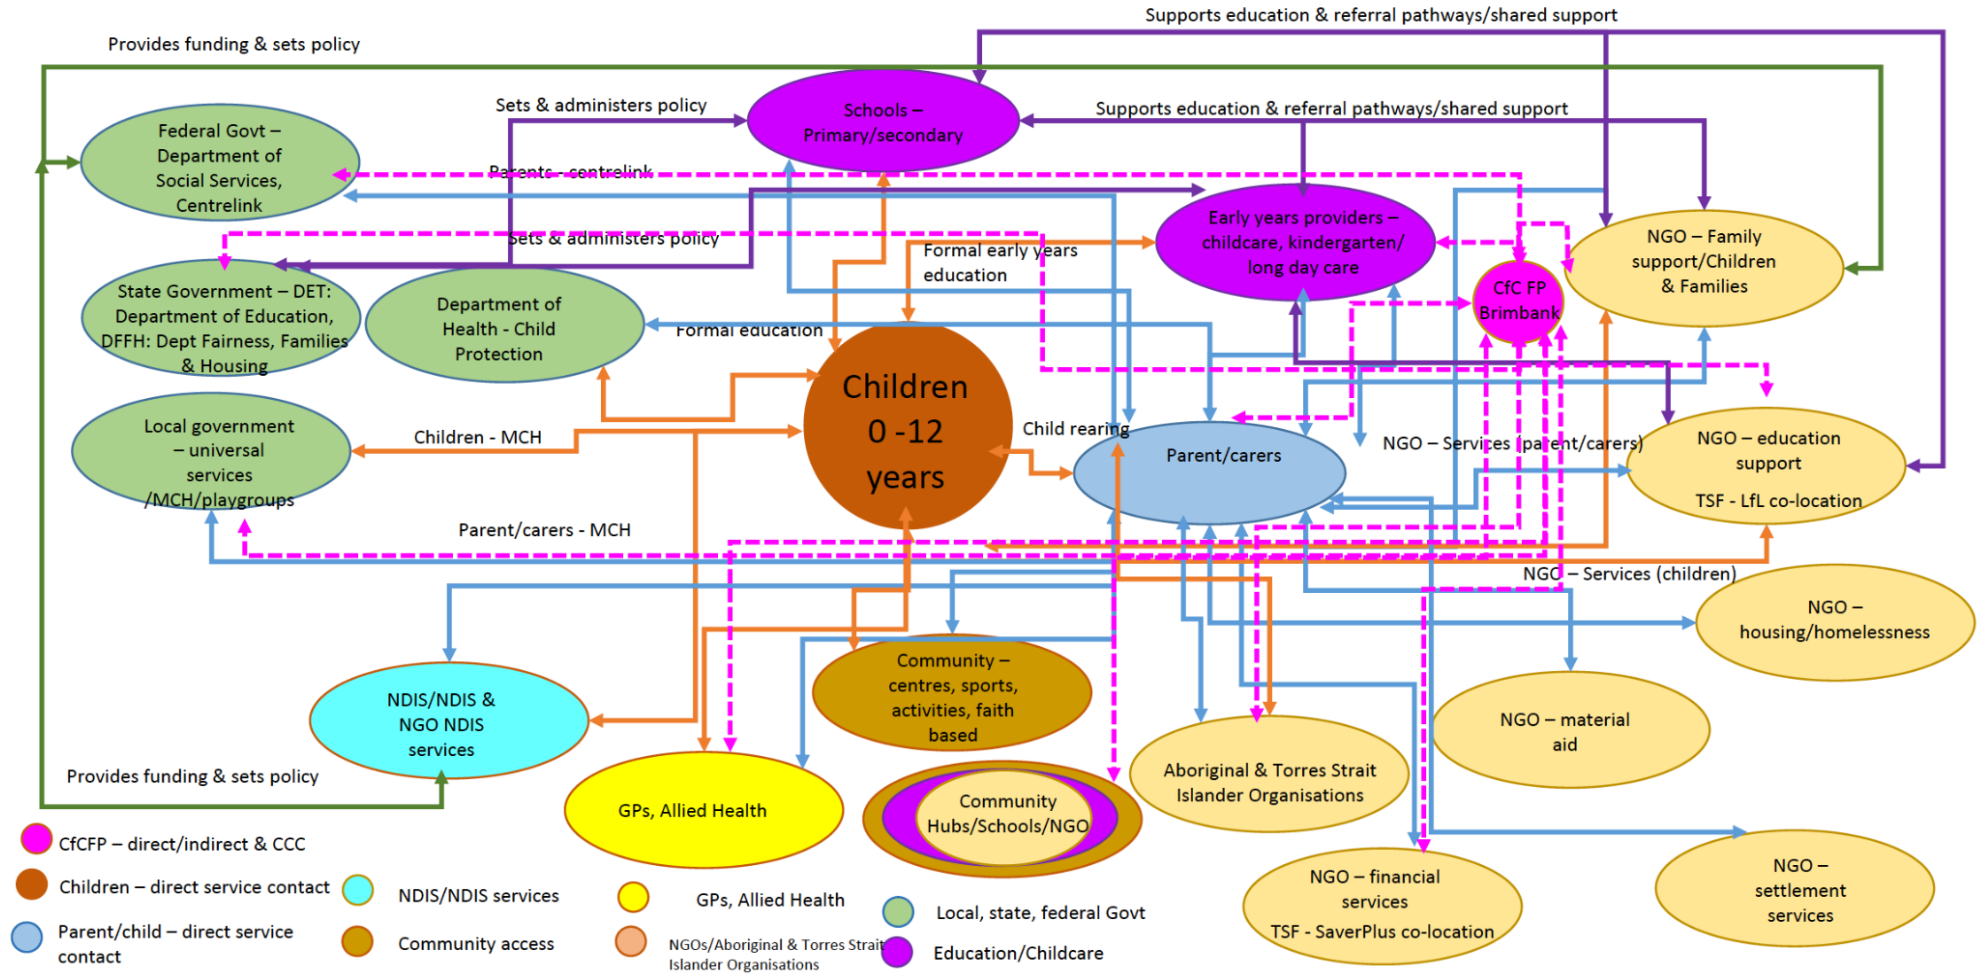 Supports education & referral pathways/shared support
Provides funding & sets policy
Sets & administers policy
Schools –
Primary/secondary
Supports education & referral pathways/shared support
Federal Govt –
Department of
Social Services,
Centrelink
Parents - centrelink
Early years providers –
childcare, kindergarten/
long day care
NGO – Family
support/Children
& Families
Sets & administers policy
Formal early years
education
CfC FP
Brimbank
State Government – DET:
Department of Education,
DFFH: Dept Fairness, Families
& Housing
Department of
Health - Child
Protection
Formal education
Children
0 -12
years
Local government
– universal
services
/MCH/playgroups
Children - MCH
Child rearing
Parent/carers
NGO – Services (parent/carers)
NGO – education
support
TSF - LfL co-location
Parent/carers - MCH
NGO – Services (children)
NGO –
housing/homelessness
NDIS/NDIS &
NGO NDIS
services
Community –
centres, sports,
activities, faith
based
NGO – material
aid
Aboriginal & Torres Strait
Islander Organisations
Provides funding & sets policy
GPs, Allied Health
Community
Hubs/Schools/NGO
NGO – financial
services
TSF - SaverPlus co-location
NGO –
settlement
services
CfCFP – direct/indirect & CCC
Children – direct service contact
Parent/child – direct service
contact
NDIS/NDIS services
Community access
GPs, Allied Health
NGOs/Aboriginal & Torres Strait
Islander Organisations
Local, state, federal Govt
Education/Childcare